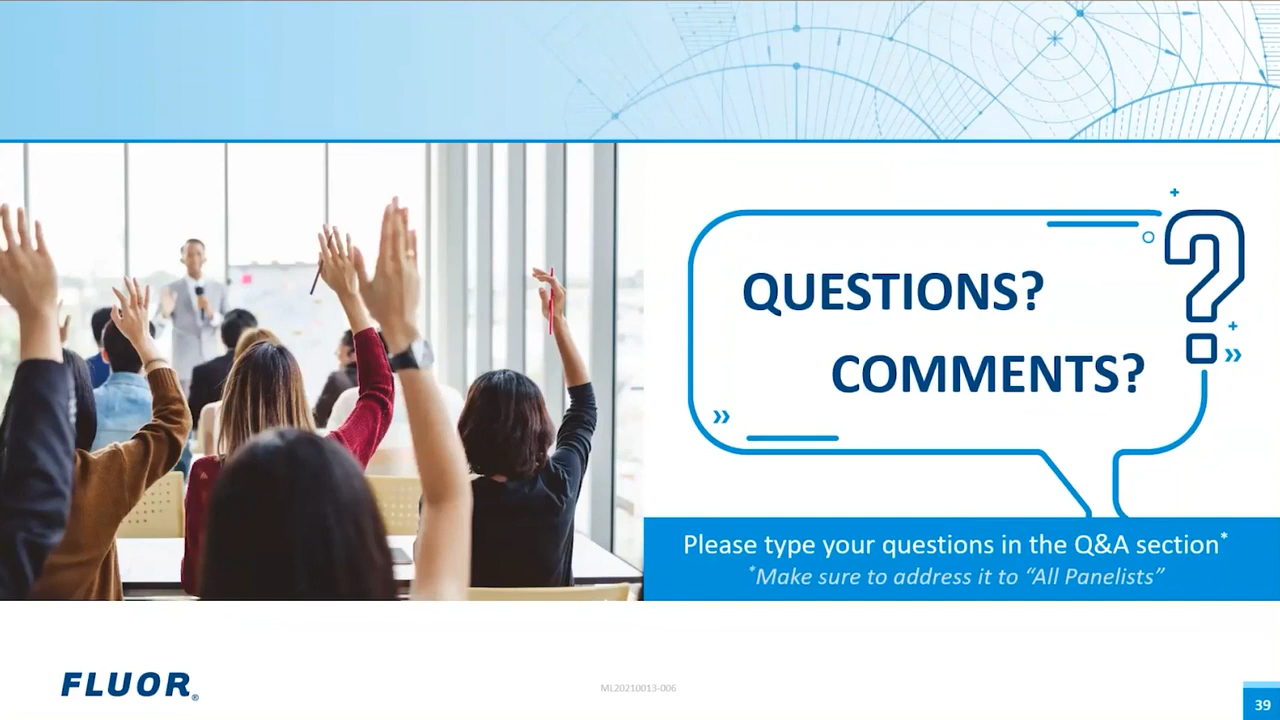 QUESTIONS?
COMMENTS?
Please type your questions in the Q&A section*
*Make sure to address it to “All Panelists”
FLUOR®
ML20210013-006
39